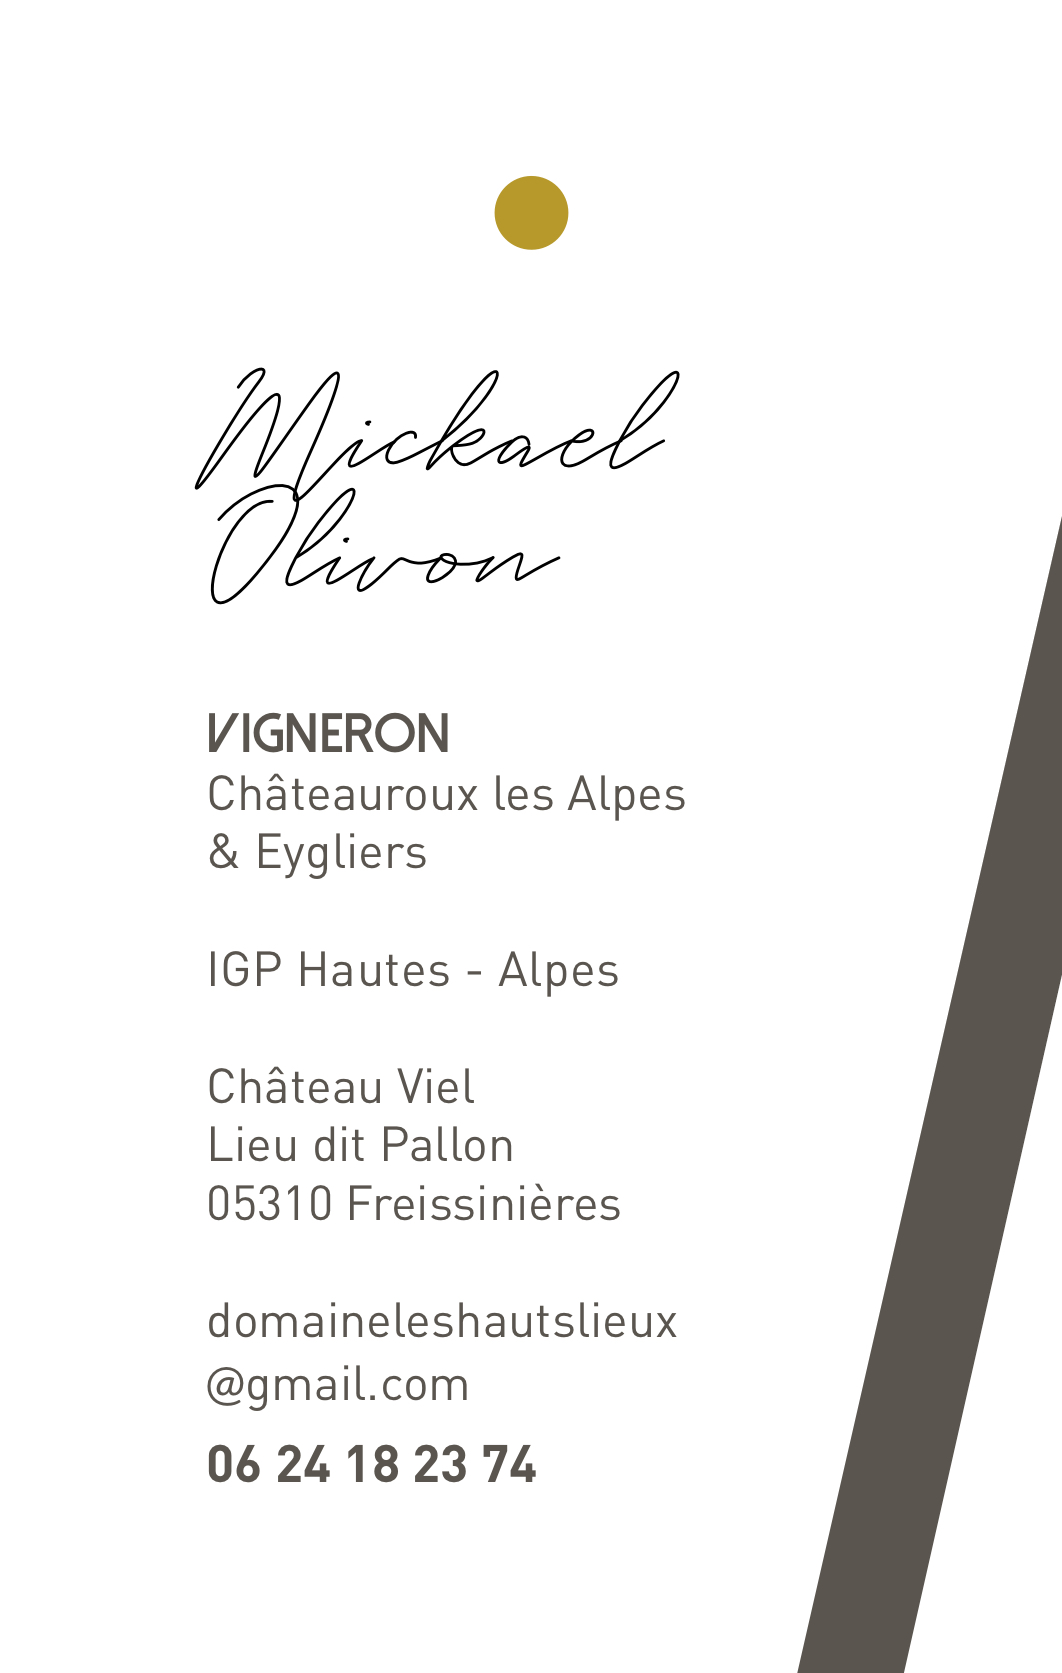 Mickael
Olivon
VIGNERON
Châteauroux les Alpes
& Eygliers
IGP Hautes - Alpes
Château Viel
Lieu dit Pallon
05310 Freissinières
domaineleshautslieux
@gmail.com
06 24 18 23 74